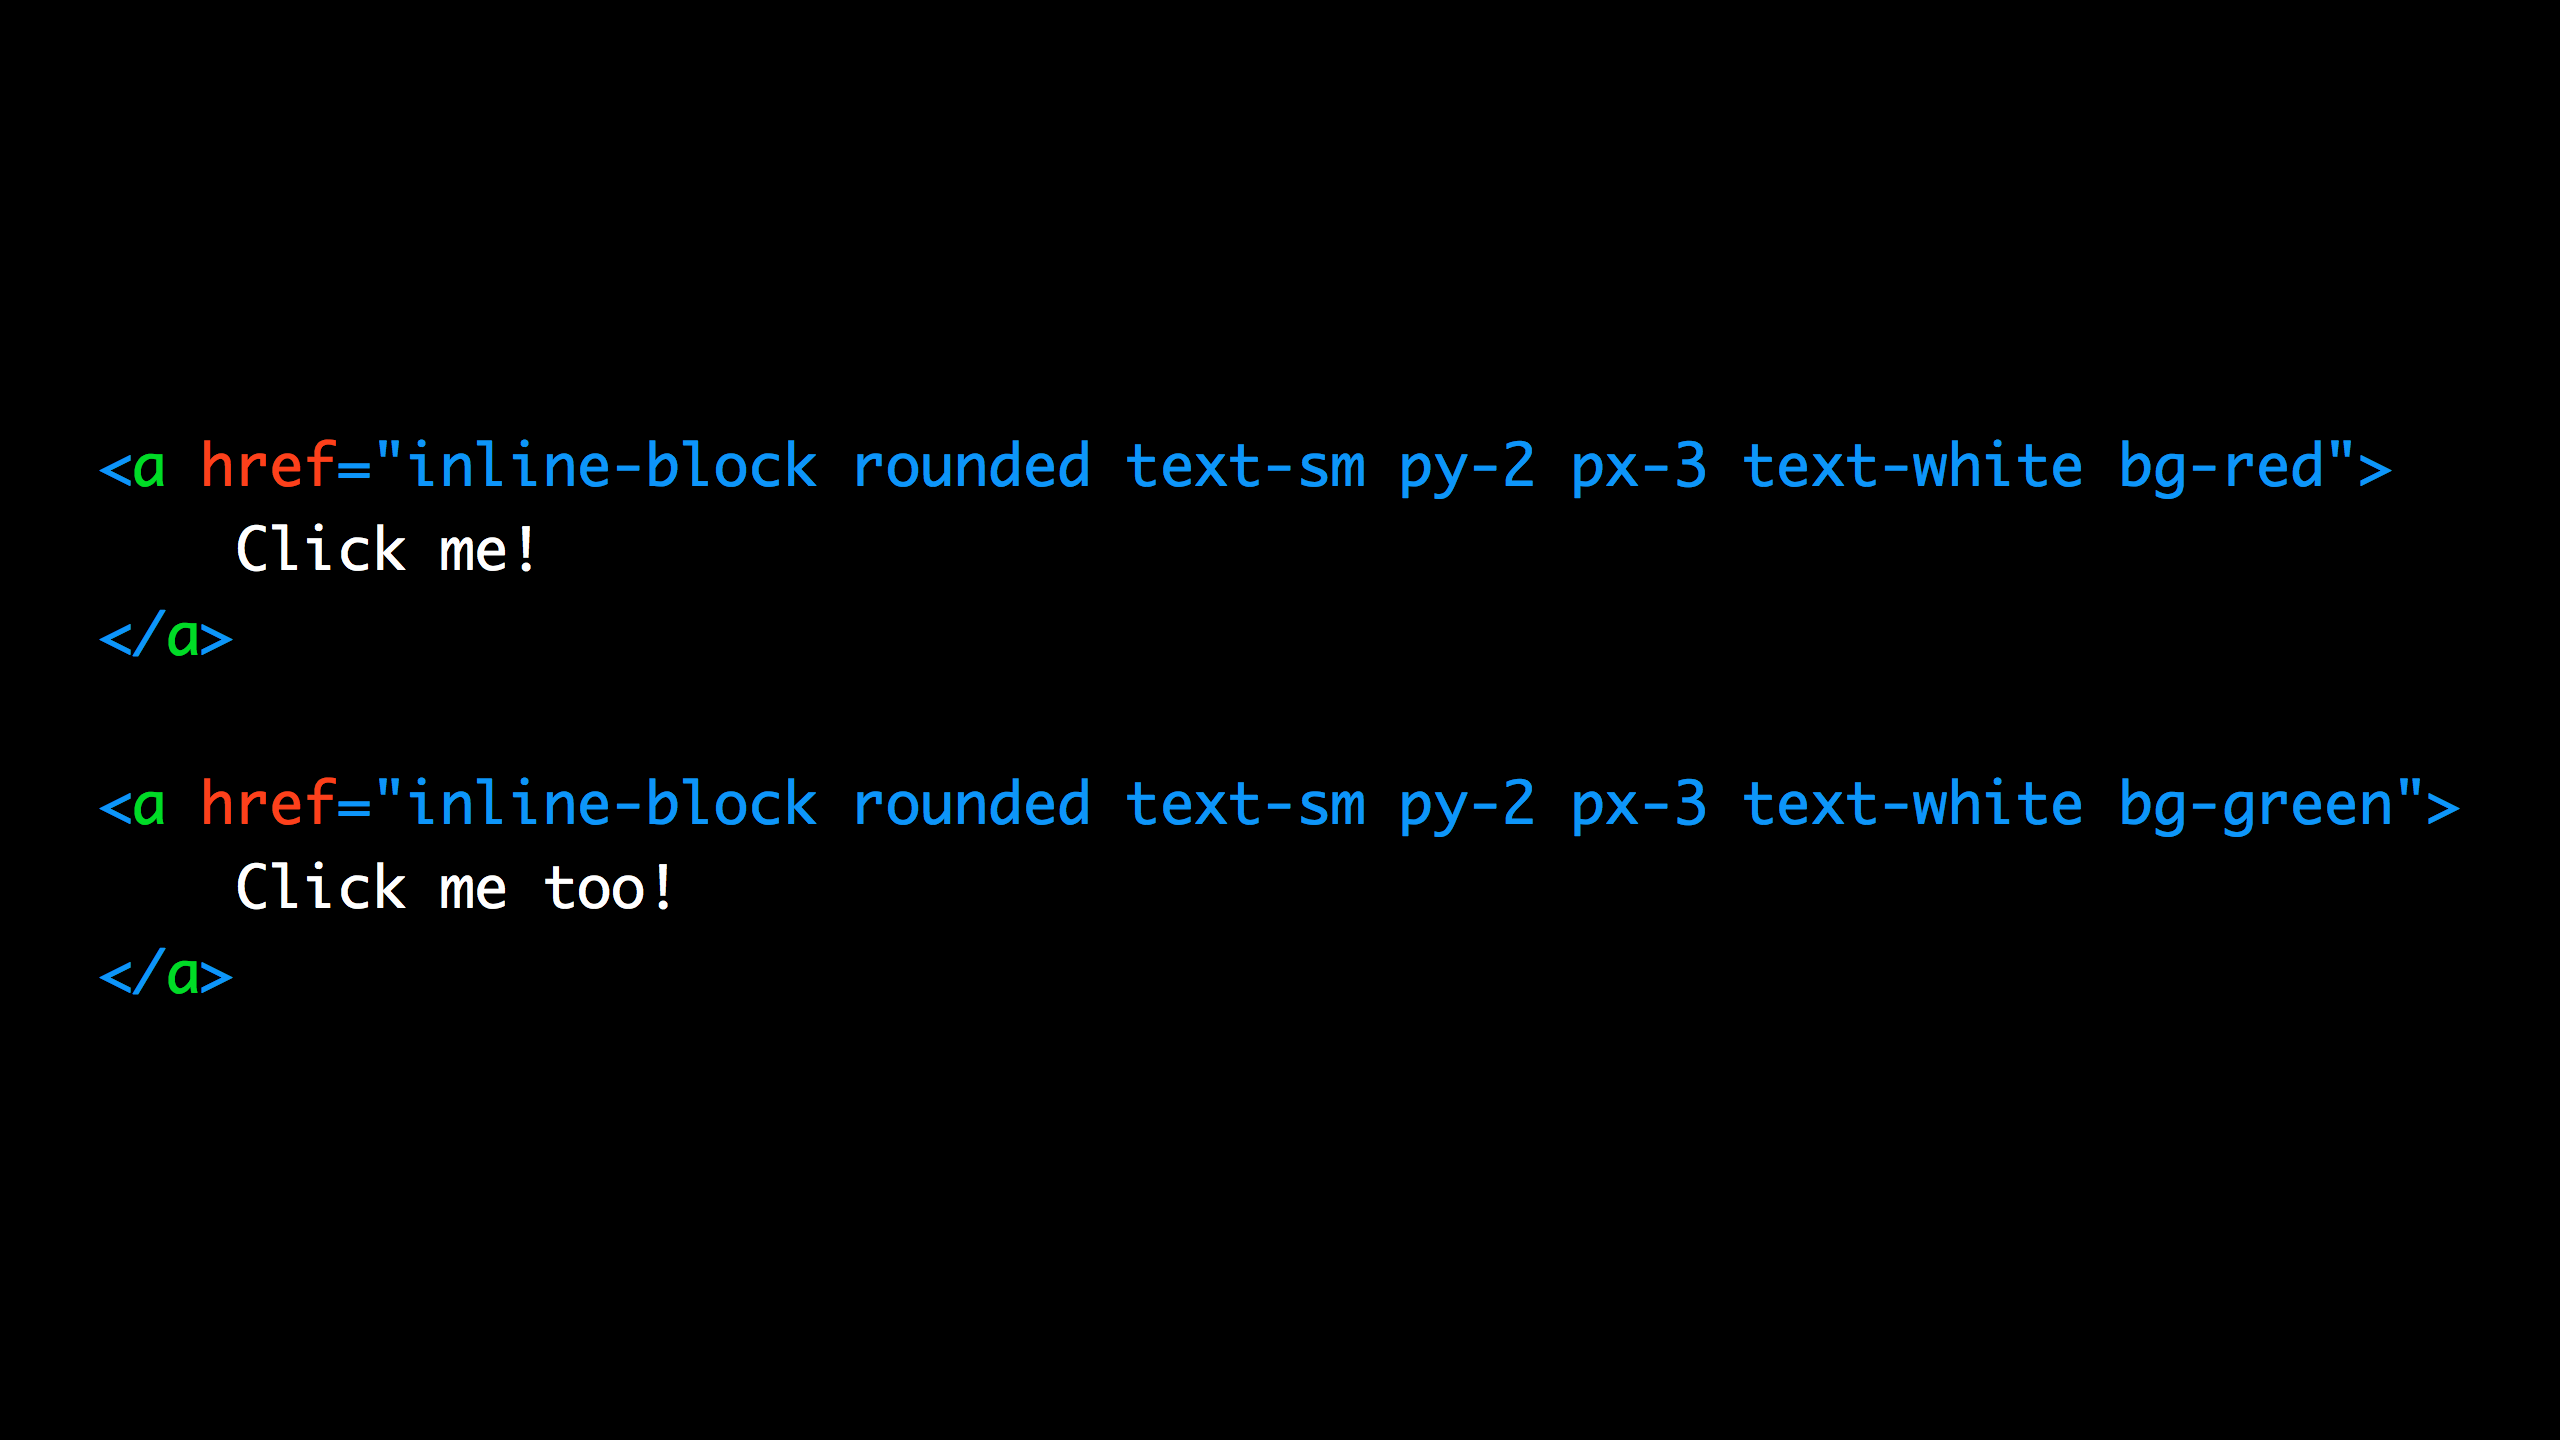 <a href="inline-block rounded text-sm py-2 px-3 text-white bg-red">
    Click me!
</a>
<a href="inline-block rounded text-sm py-2 px-3 text-white bg-green">
    Click me too!
</a>